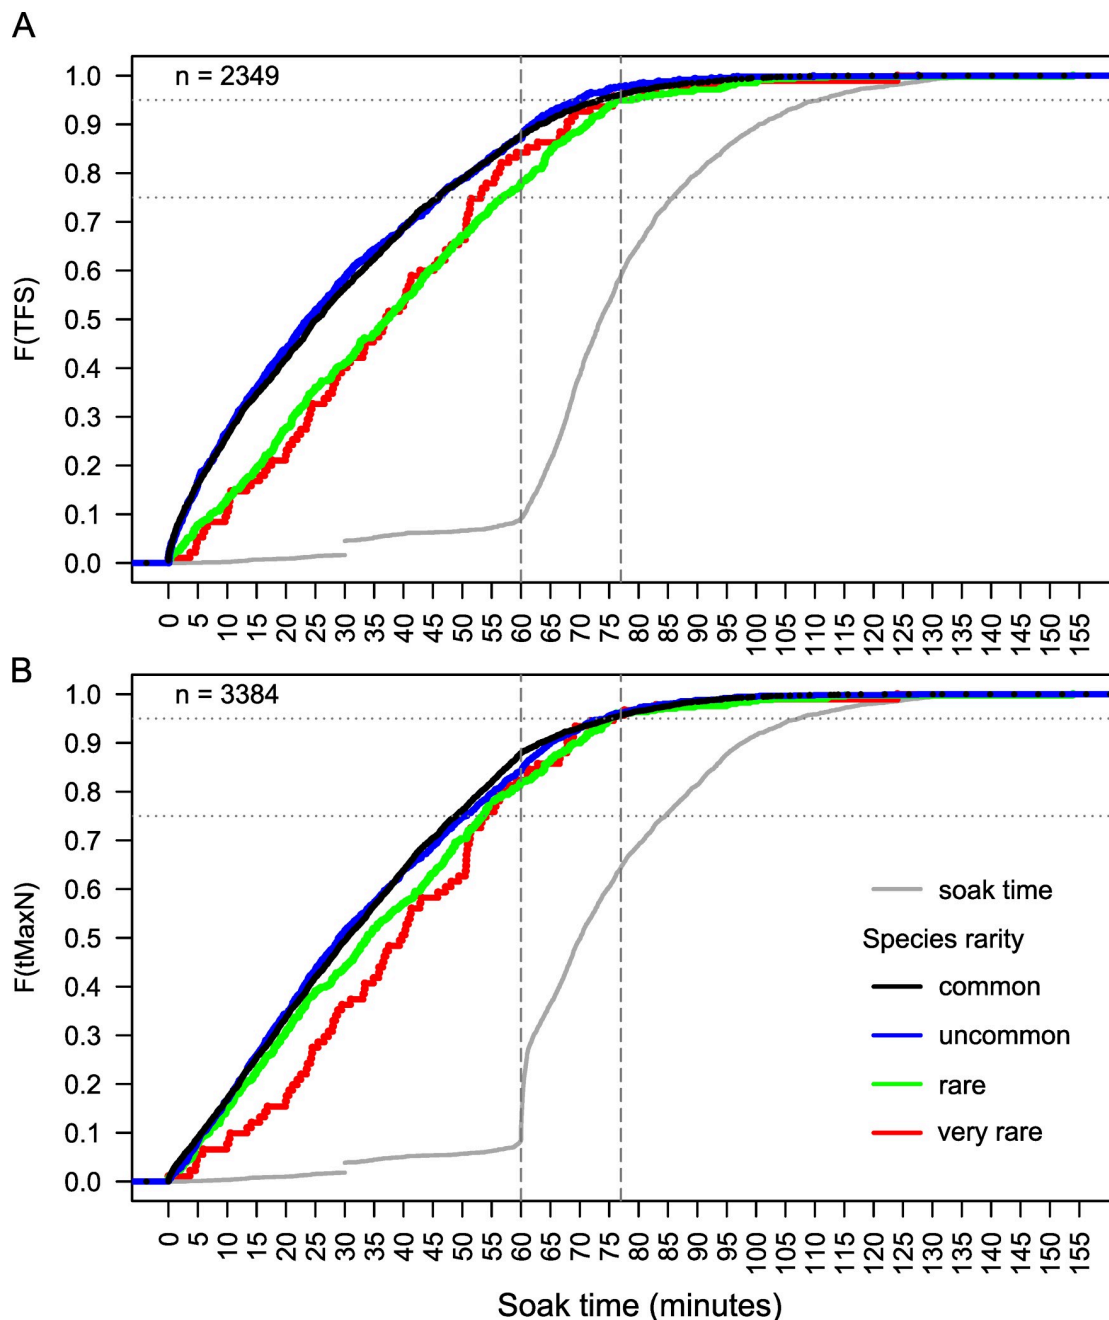 A
n = 2349
1.0
0.9
0.8
0.7
0.6
0.5
0.4
0.3
0.2
0.1
0.0
F(TFS)
0 5 10 15 20 25 30 35 40 45 50 55 60 65 70 75 80 85 90 95 100 105 110 115 120 125 130 135 140 145 150 155
B
n = 3384
1.0
0.9
0.8
0.7
0.6
0.5
0.4
0.3
0.2
0.1
0.0
F(tMaxN)
soak time
Species rarity
common
uncommon
rare
very rare
0 5 10 15 20 25 30 35 40 45 50 55 60 65 70 75 80 85 90 95 100 105 110 115 120 125 130 135 140 145 150 155
Soak time (minutes)